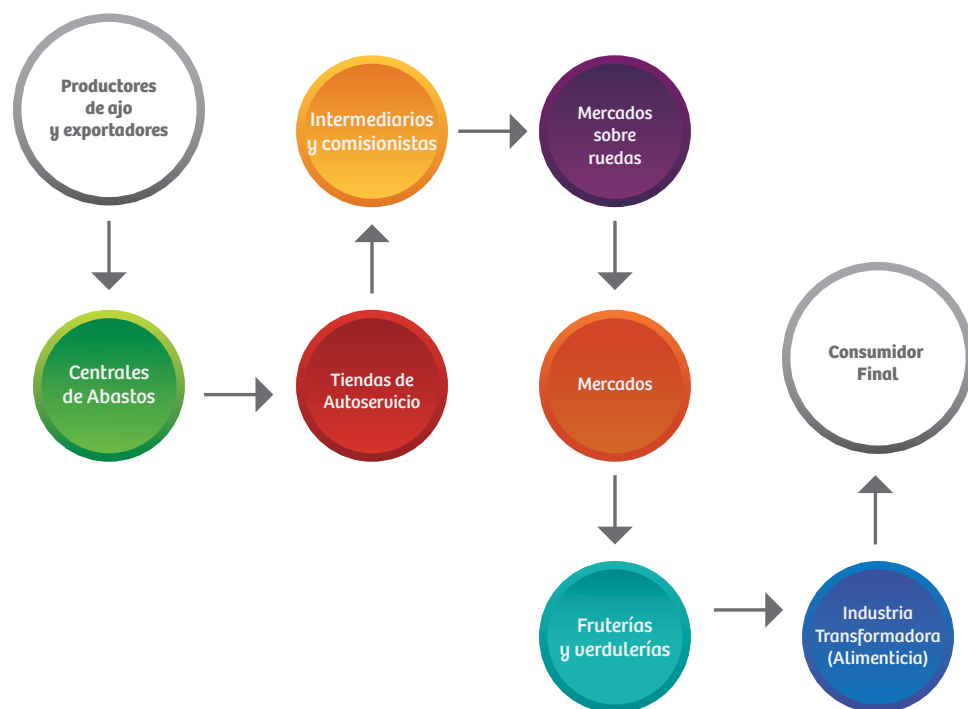 Productores
de ajo
y exportadores
Centrales
de Abastos
Tiendas de
Autoservicio
Intermediarios
y comisionistas
Mercados
sobre
ruedas
Mercados
Fruterías
y verdulerías
Industria
Transformadora
(Alimenticia)
Consumidor
Final